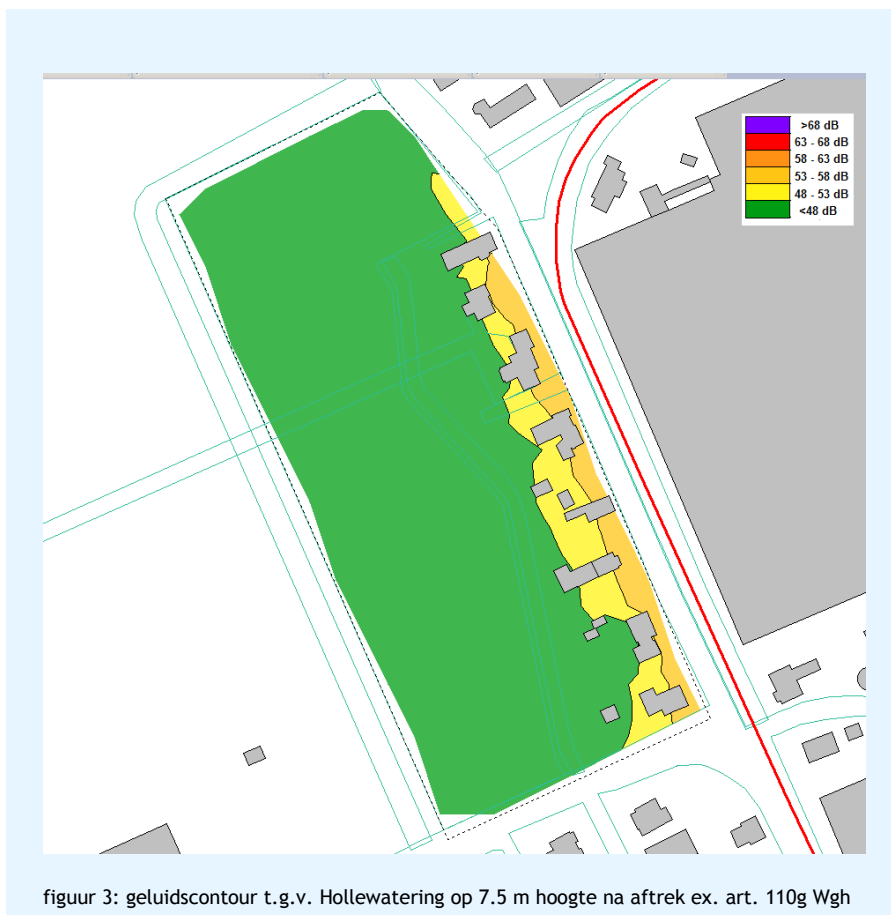 >68 dB
63 - 68 dB
58 - 63 dB
53 - 58 dB
48 - 53 dB
<48 dB
figuur 3: geluidscontour t.g.v. Hollewatering op 7.5 m hoogte na aftrek ex. art. 110g Wgh